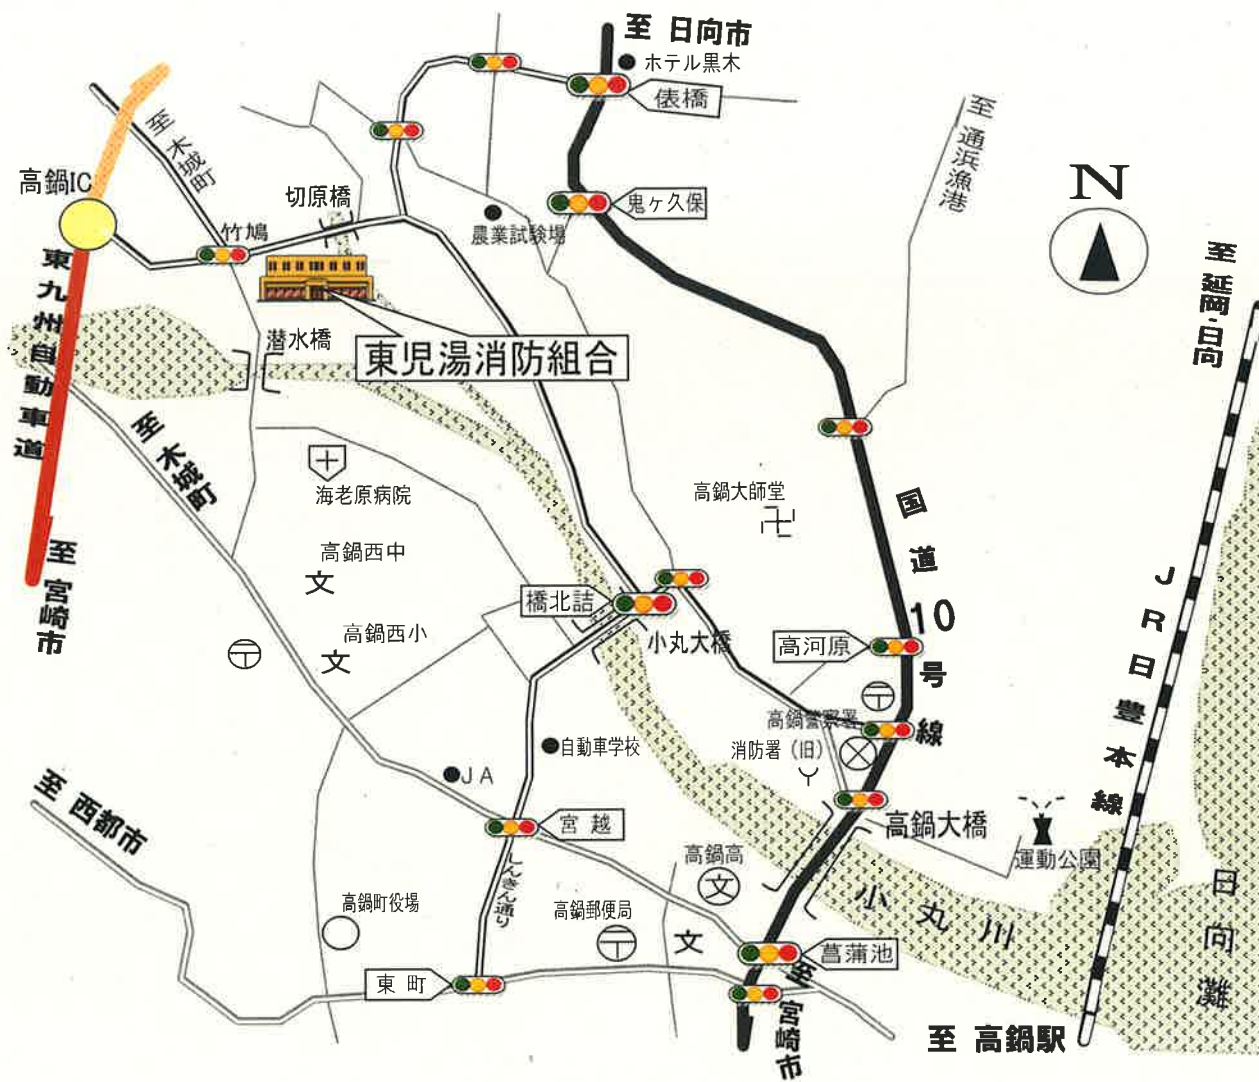 至 日向市
ホテル黒木
俵橋
至 通浜漁港
至 木城町
高鍋IC
切原橋
鬼ヶ久保
N
竹鳩
農業試験場
東九州自動車道
至 延岡・日向
潜水橋
東児湯消防組合
至 木城町
海老原病院
高鍋大師堂
国道10号線
至 宮崎市
高鍋西中
文
橋北詰
JR日豊本線
高鍋西小
文
小丸大橋
高河原
高鍋警察署
自動車学校
消防署(旧)
JA
至 西都市
宮越
高鍋大橋
運動公園
しんきん通り
高鍋高
文
小丸川
日向灘
高鍋町役場
高鍋郵便局
文
菖蒲池
東町
至 宮崎市
至 高鍋駅